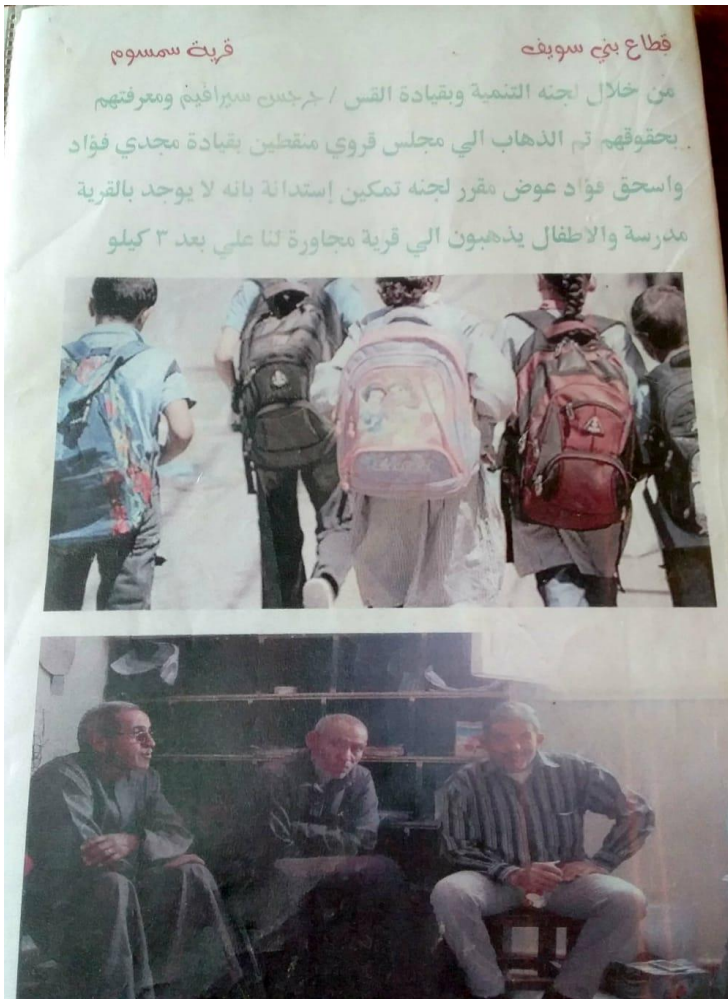 قطاع بني سويف قرية سمسوم
من خلال لجنه التنمية وبقيادة القس / جرجس سيرافيم ومعرفتهم
بحقوقهم تم الذهاب الي مجلس قروي منقطين بقيادة مجدي فؤاد
واسحق فؤاد عوض مقرر لجنه تمكين إستدانة بانه لا يوجد بالقرية
مدرسة والاطفال يذهبون الي قرية مجاورة لنا علي بعد ٣ كيلو